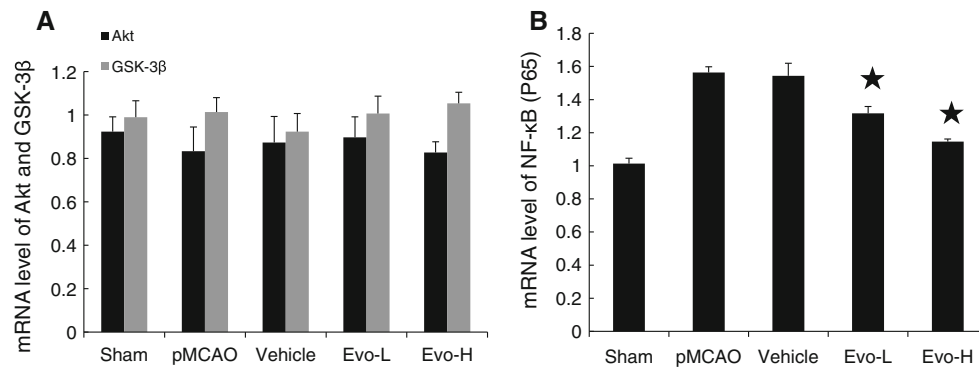 A
Akt
GSK-3β
mRNA level of Akt and GSK-3β
1.2
1
0.8
0.6
0.4
0.2
0
Sham pMCAO Vehicle Evo-L Evo-H
B
mRNA level of NF-κB (P65)
1.8
1.6
1.4
1.2
1
0.8
0.6
0.4
0.2
0
Sham pMCAO Vehicle Evo-L Evo-H